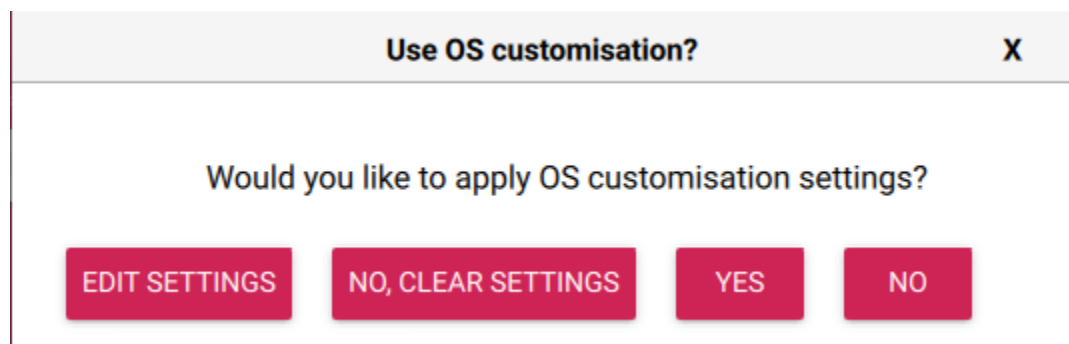 Use OS customisation? X
Would you like to apply OS customisation settings?
EDIT SETTINGS NO, CLEAR SETTINGS YES NO